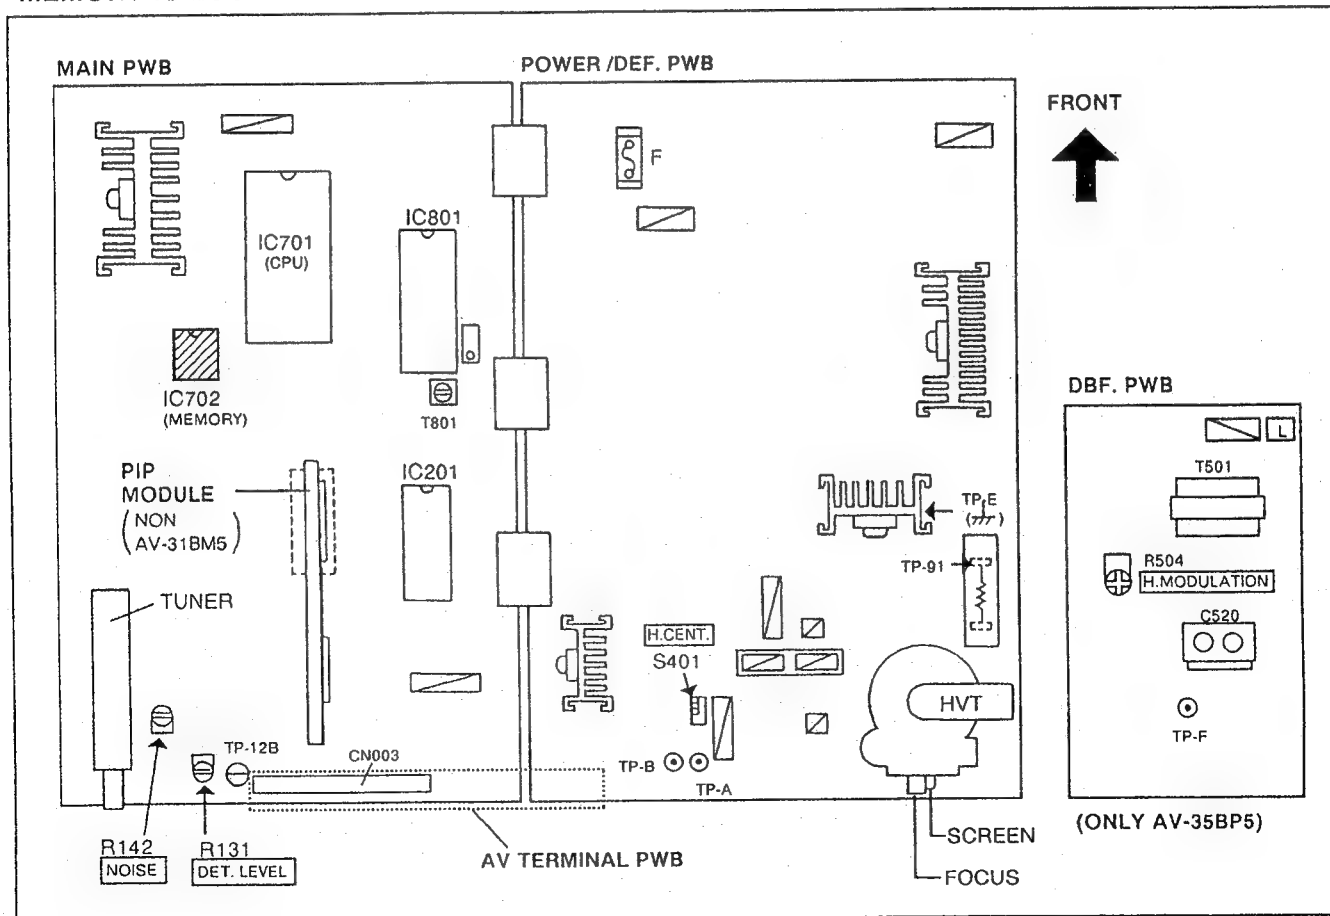 MAIN PWB
POWER /DEF. PWB
FRONT
F
IC701
(CPU)
IC801
IC702
(MEMORY)
T801
DBF. PWB
L
T501
PIP
MODULE
( NON
AV-31BM5 )
IC201
TP-E
TP-91
R504
H.MODULATION
TUNER
H.CENT.
S401
C520
HVT
TP-F
TP-12B
CN003
TP-B
TP-A
R142
NOISE
R131
DET. LEVEL
AV TERMINAL PWB
SCREEN
FOCUS
(ONLY AV-35BP5)